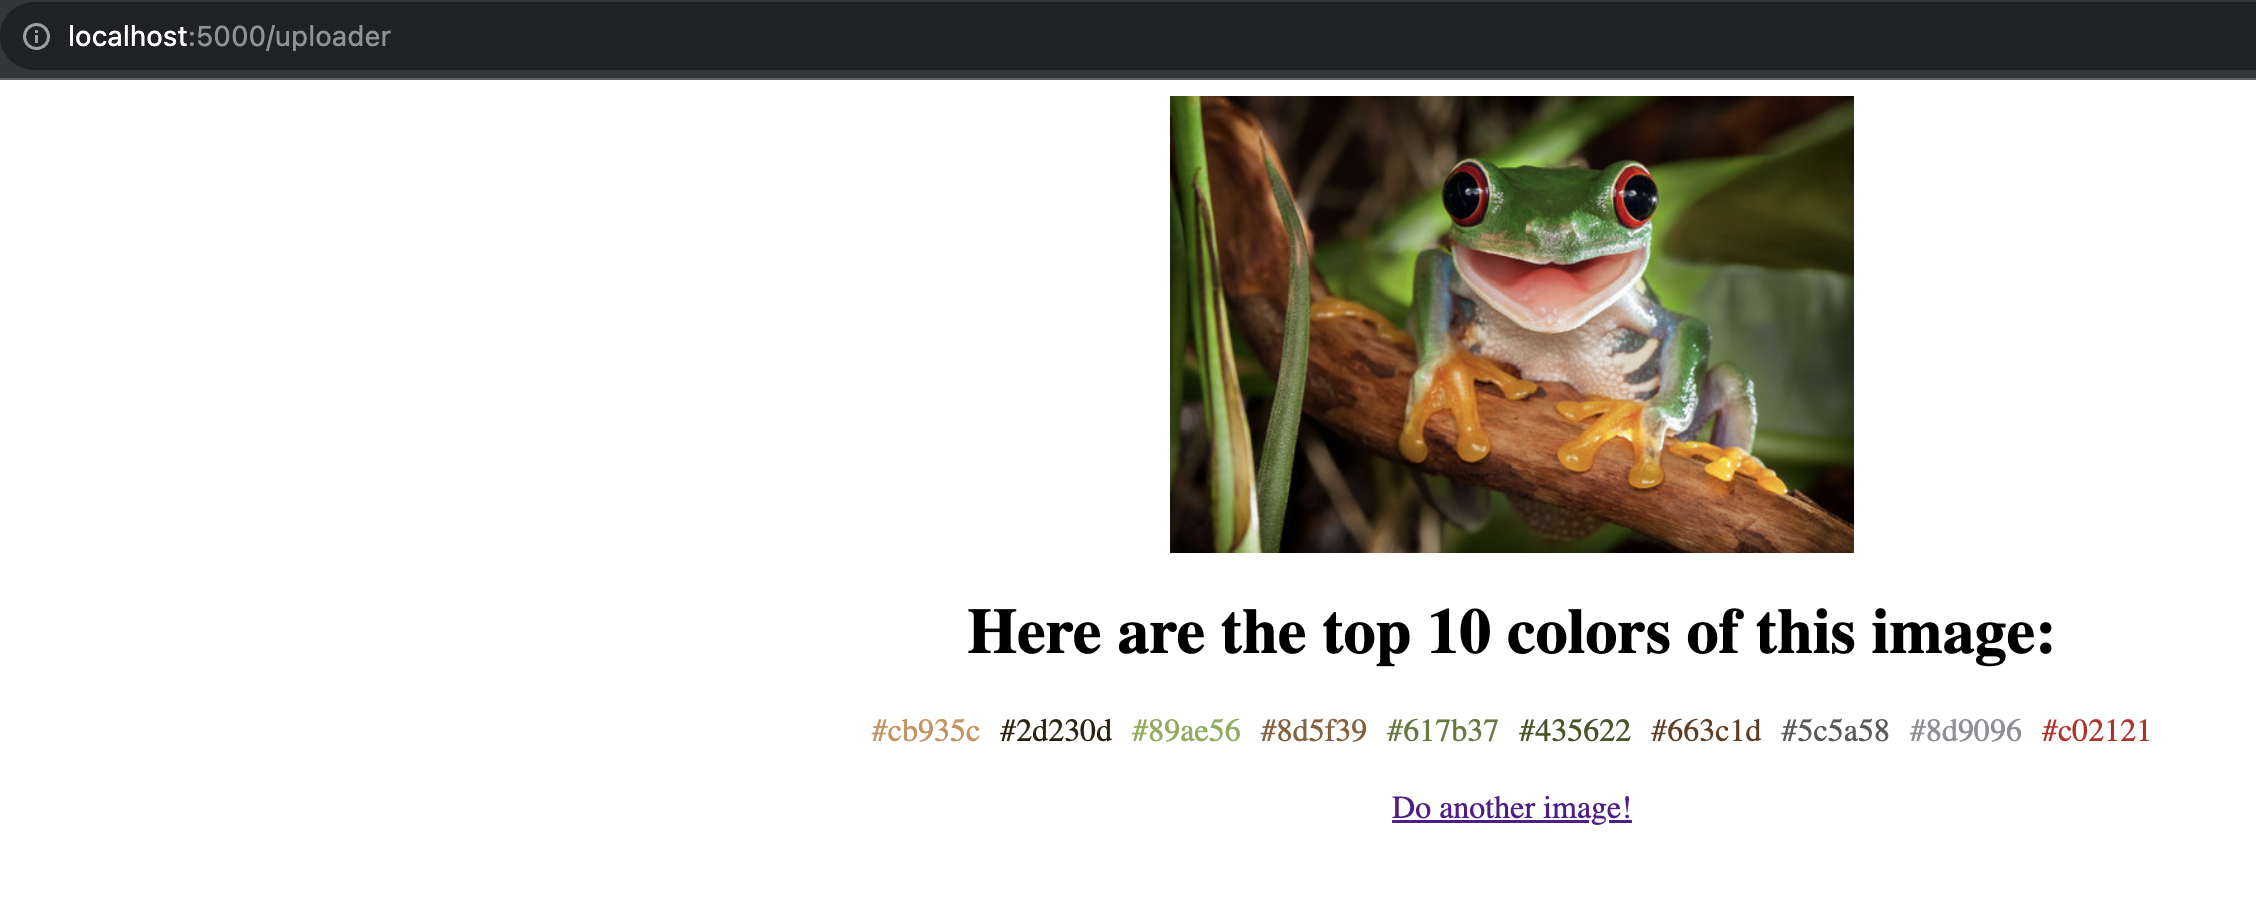 localhost:5000/uploader
Here are the top 10 colors of this image:
#cb935c #2d230d #89ae56 #8d5f39 #617b37 #435622 #663c1d #5c5a58 #8d9096 #c02121
Do another image!